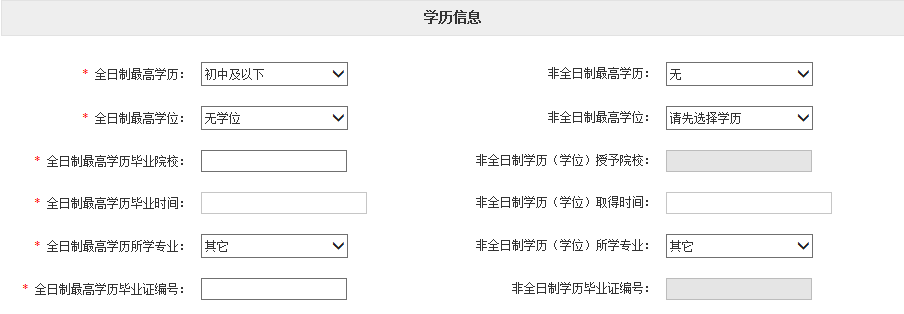 学历信息
* 全日制最高学历： 初中及以下 非全日制最高学历： 无
* 全日制最高学位： 无学位 非全日制最高学位： 请先选择学历
* 全日制最高学历毕业院校： 非全日制学历（学位）授予院校：
* 全日制最高学历毕业时间： 非全日制学历（学位）取得时间：
* 全日制最高学历所学专业： 其它 非全日制学历（学位）所学专业： 其它
* 全日制最高学历毕业证编号： 非全日制学历毕业证编号：